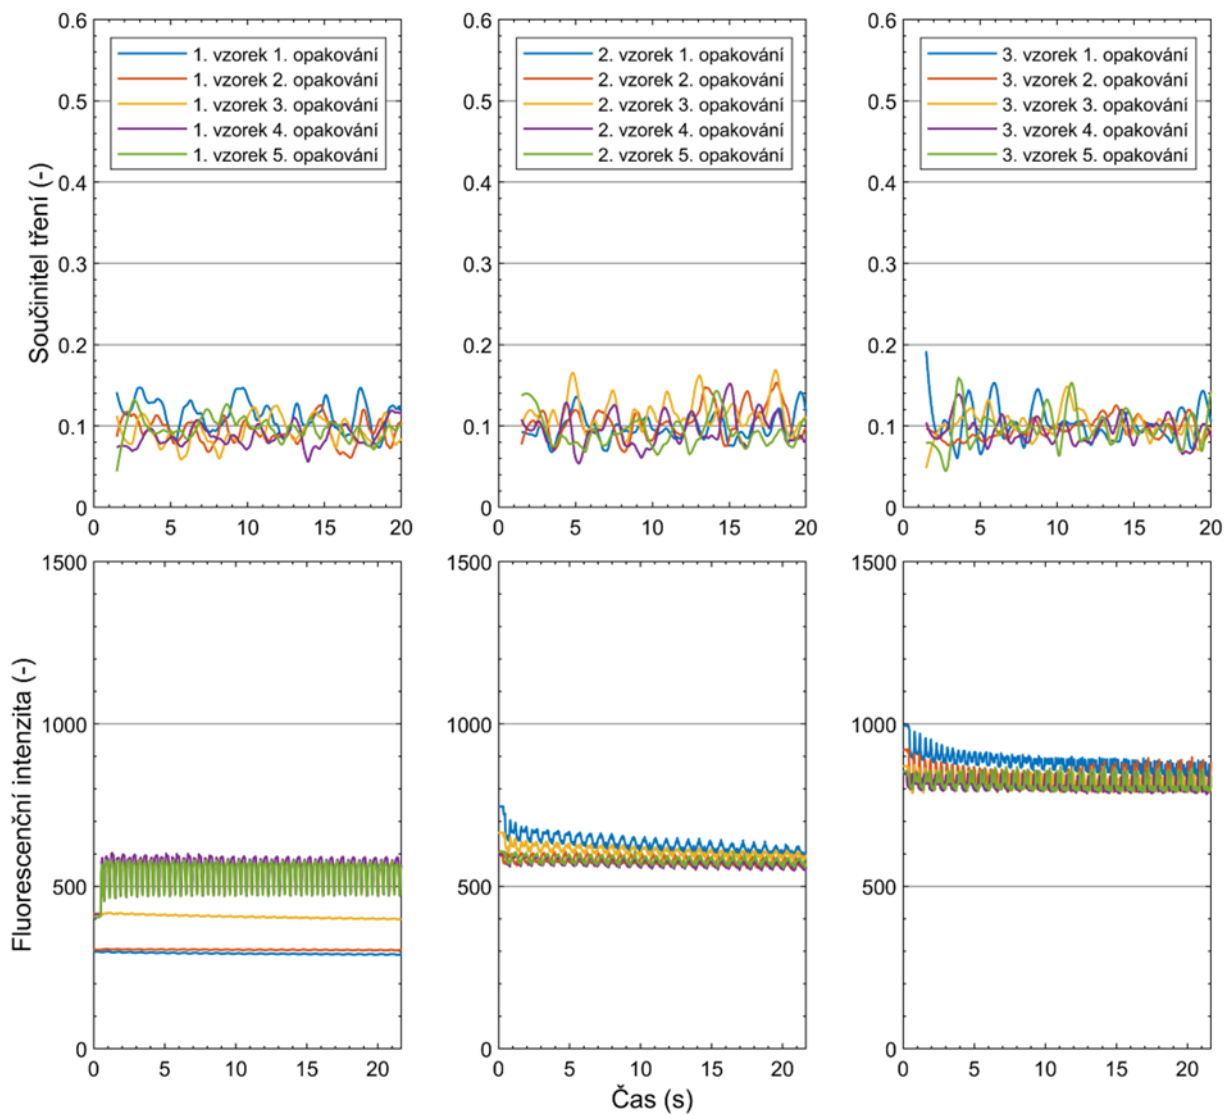 Součinitel tření (-)
0.6
0.5
0.4
0.3
0.2
0.1
0
1. vzorek 1. opakování
1. vzorek 2. opakování
1. vzorek 3. opakování
1. vzorek 4. opakování
1. vzorek 5. opakování
0 5 10 15 20
0.6
0.5
0.4
0.3
0.2
0.1
0
2. vzorek 1. opakování
2. vzorek 2. opakování
2. vzorek 3. opakování
2. vzorek 4. opakování
2. vzorek 5. opakování
0 5 10 15 20
0.6
0.5
0.4
0.3
0.2
0.1
0
3. vzorek 1. opakování
3. vzorek 2. opakování
3. vzorek 3. opakování
3. vzorek 4. opakování
3. vzorek 5. opakování
0 5 10 15 20
Fluorescenční intenzita (-)
1500
1000
500
0
0 5 10 15 20
1500
1000
500
0
0 5 10 15 20
1500
1000
500
0
0 5 10 15 20
Čas (s)